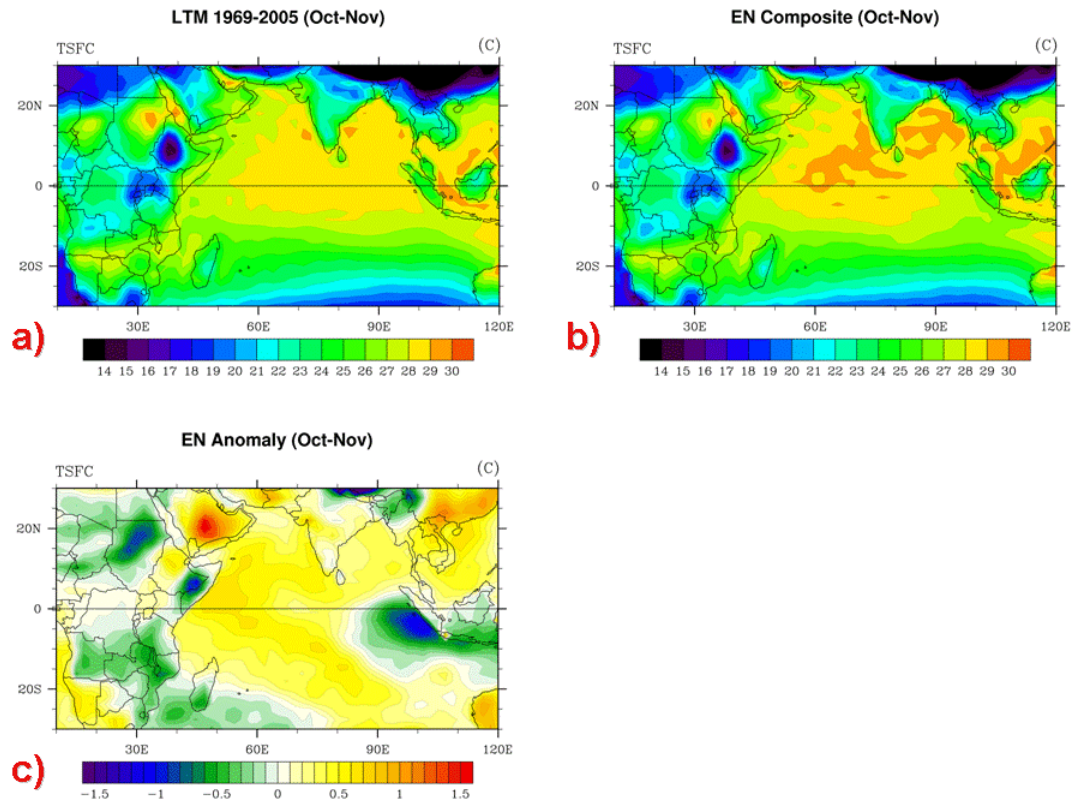 LTM 1969-2005 (Oct-Nov)
TSFC (C)
20N
0
20S
30E 60E 90E 120E
a)
14 15 16 17 18 19 20 21 22 23 24 25 26 27 28 29 30
EN Composite (Oct-Nov)
TSFC (C)
20N
0
20S
30E 60E 90E 120E
b)
14 15 16 17 18 19 20 21 22 23 24 25 26 27 28 29 30
EN Anomaly (Oct-Nov)
TSFC (C)
20N
0
20S
30E 60E 90E 120E
c)
-1.5 -1 -0.5 0 0.5 1 1.5